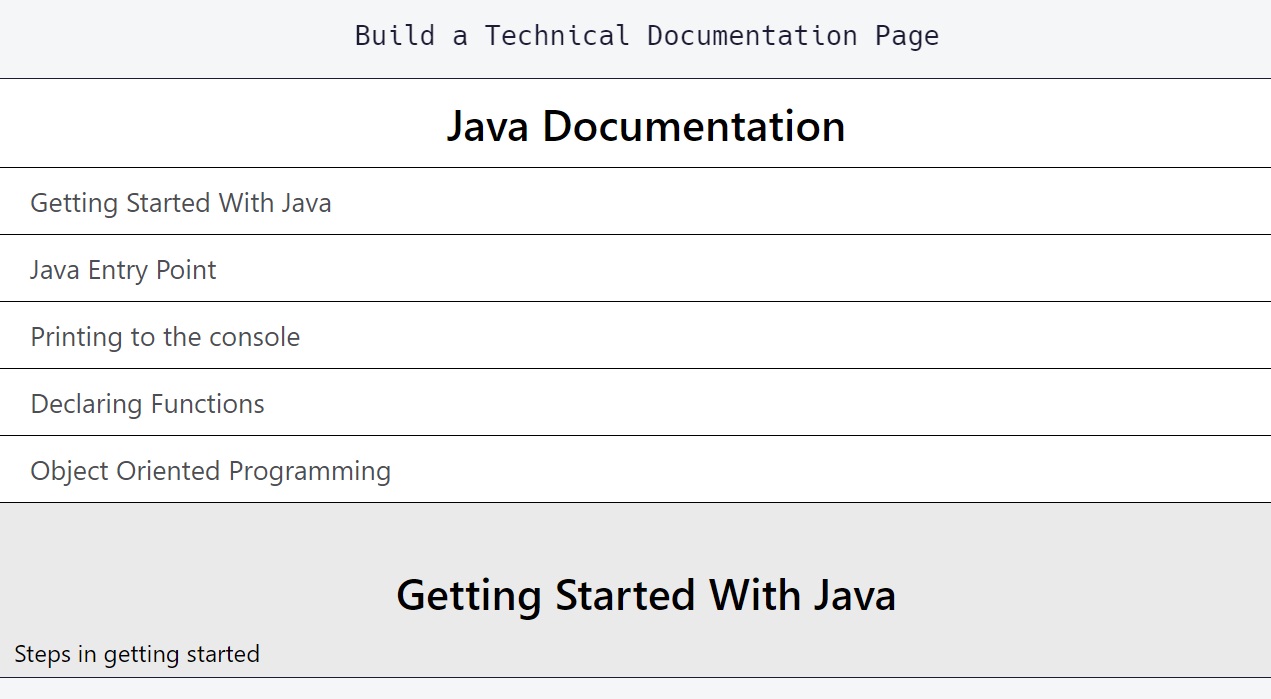 Build a Technical Documentation Page
Java Documentation
Getting Started With Java
Java Entry Point
Printing to the console
Declaring Functions
Object Oriented Programming
Getting Started With Java
Steps in getting started